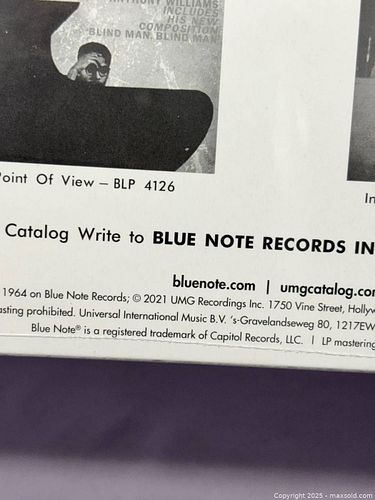 ANTHONY WILLIAMS
INCLUDES
HIS NEW
COMPOSITION
"BLIND MAN, BLIND MAN"
Point Of View – BLP 4126
In
Catalog Write to BLUE NOTE RECORDS IN
bluenote.com | umgcatalog.com
1964 on Blue Note Records; © 2021 UMG Recordings Inc. 1750 Vine Street, Hollyw
asting prohibited. Universal International Music B.V. 's-Gravelandseweg 80, 1217EW
Blue Note® is a registered trademark of Capitol Records, LLC. | LP mastering
Copyright 2025 - maxsold.com